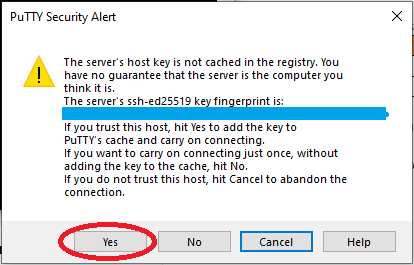 PuTTY Security Alert
The server's host key is not cached in the registry. You
have no guarantee that the server is the computer you
think it is.
The server's ssh-ed25519 key fingerprint is:
If you trust this host, hit Yes to add the key to
PuTTY's cache and carry on connecting.
If you want to carry on connecting just once, without
adding the key to the cache, hit No.
If you do not trust this host, hit Cancel to abandon the
connection.
Yes No Cancel Help